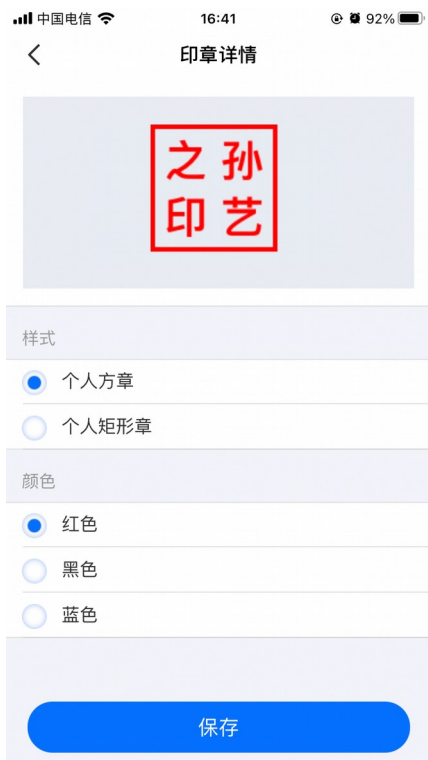 中国电信 16:41 92%
印章详情
之孙
印艺
样式
个人方章
个人矩形章
颜色
红色
黑色
蓝色
保存